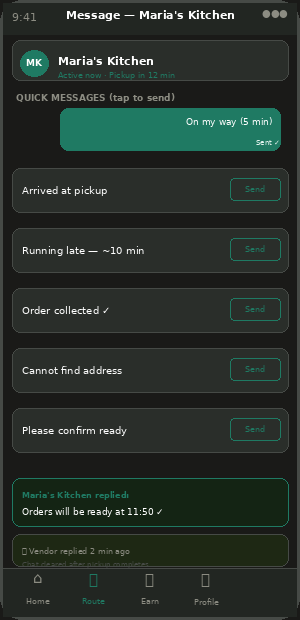 9:41
Message — Maria's Kitchen
MK
Maria's Kitchen
Active now · Pickup in 12 min
QUICK MESSAGES (tap to send)
On my way (5 min)
Sent ✓
Arrived at pickup
Send
Running late — ~10 min
Send
Order collected ✓
Send
Cannot find address
Send
Please confirm ready
Send
Maria's Kitchen replied:
Orders will be ready at 11:50 ✓
Vendor replied 2 min ago
Chat cleared after pickup completes
Home
Route
Earn
Profile